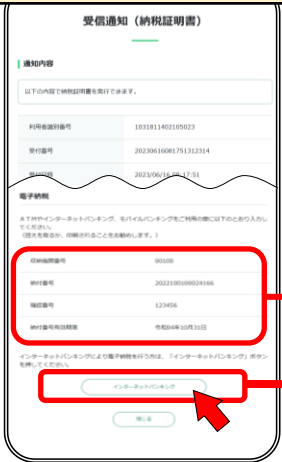 受信通知（納税証明書）
通知内容
以下の内容で納税証明書を発行できます。
利用者識別番号 1031811402105023
受付番号 20230616081751312314
受付日時 2023/06/16 08:17:51
電子納税
ＡＴＭやインターネットバンキング、モバイルバンキングをご利用の際に以下のとおり入力し
てください。
（控えを取るか、印刷されることをお勧めします。）
収納機関番号 00100
納付番号 2022100100024166
確認番号 123456
納付番号有効期限 令和04年10月31日
インターネットバンキングにより電子納税を行う方は、「インターネットバンキング」ボタン
を押してください。
インターネットバンキング
閉じる